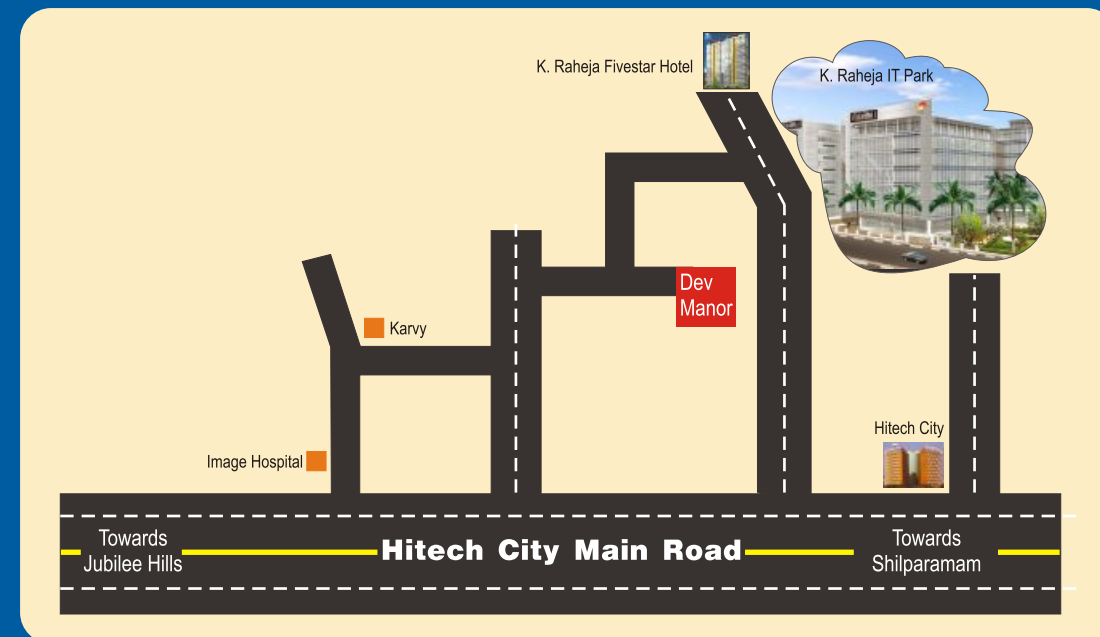 K. Raheja Fivestar Hotel
K. Raheja IT Park
Dev
Manor
Karvy
Hitech City
Image Hospital
Towards
Jubilee Hills
Hitech City Main Road
Towards
Shilparamam